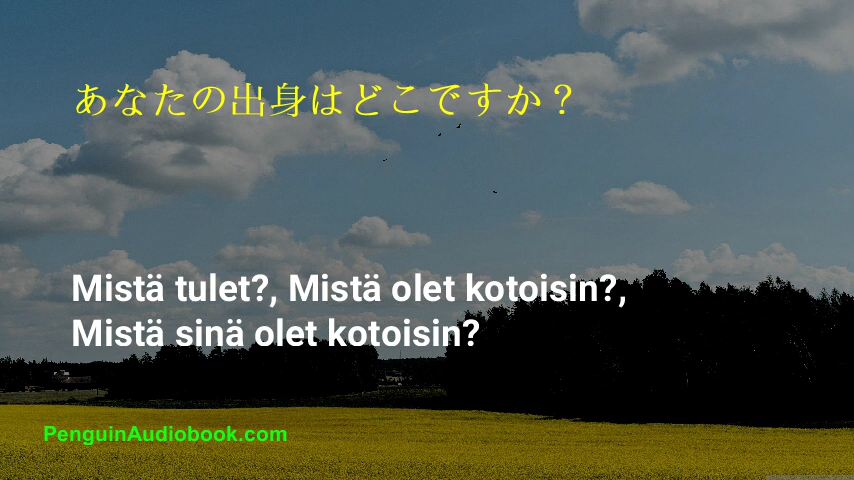 あなたの出身はどこですか？
Mistä tulet?, Mistä olet kotoisin?,
Mistä sinä olet kotoisin?
PenguinAudiobook.com